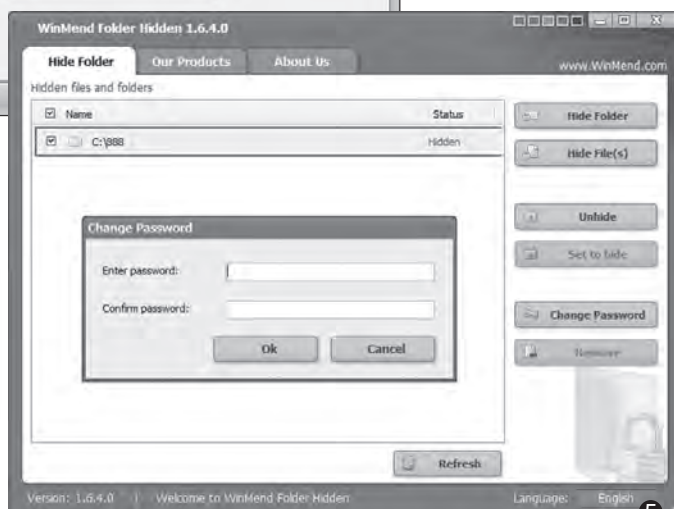 WinMend Folder Hidden 1.6.4.0
Hide Folder Our Products About Us
www.WinMend.com
Hidden files and folders
Name Status
C:\888 Hidden
Hide Folder
Hide File(s)
Unhide
Set to hide
Change Password
Remove
Change Password
Enter password:
Confirm password:
Ok Cancel
Refresh
Version: 1.6.4.0 | Welcome to WinMend Folder Hidden Language: English
5